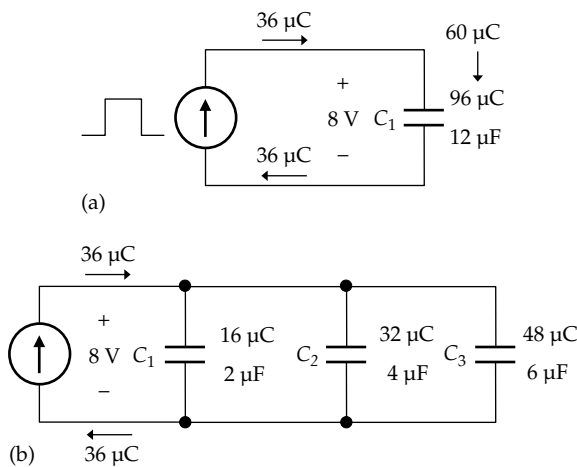 36 µC
60 µC
+
96 µC
8 V C₁
12 µF
36 µC
−
(a)
36 µC
+
16 µC
32 µC
48 µC
8 V C₁
C₂
C₃
2 µF
4 µF
6 µF
−
(b)
36 µC